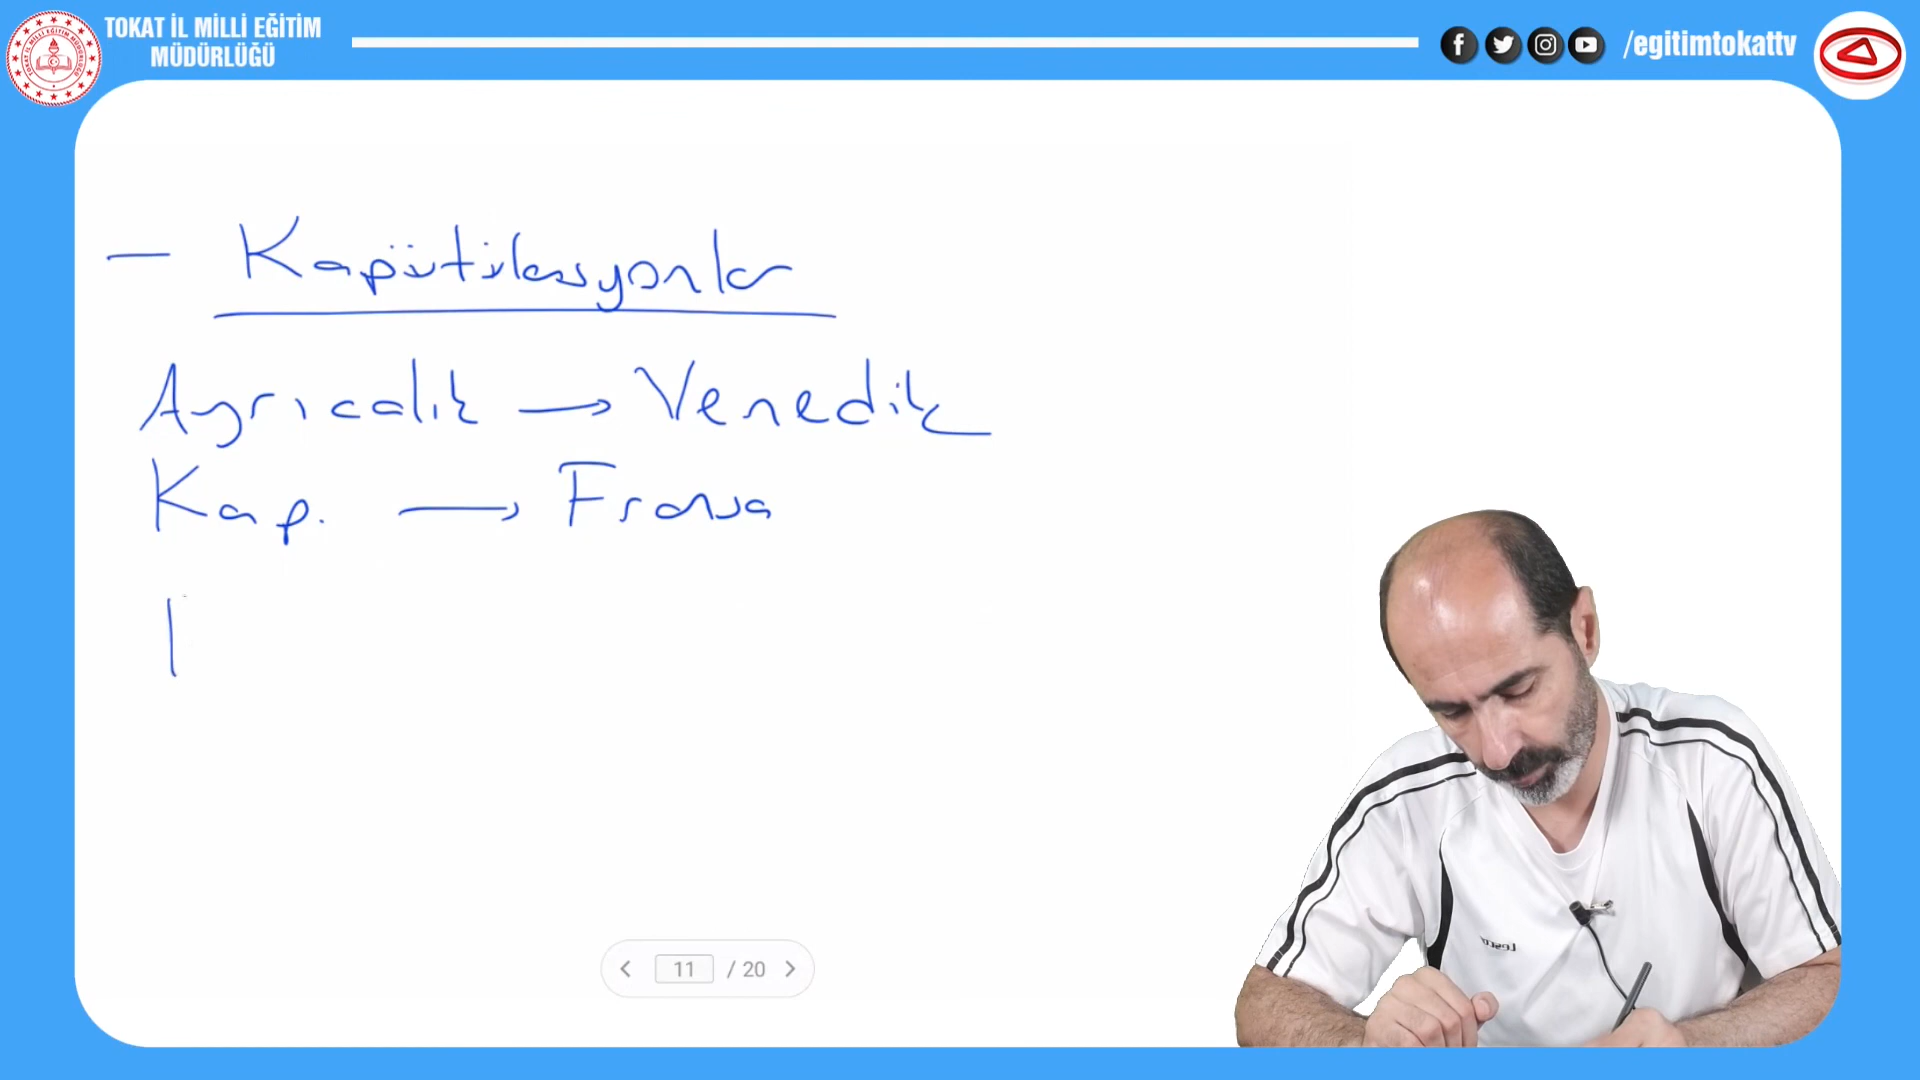 TOKAT İL MİLLİ EĞİTİM
MÜDÜRLÜĞÜ
/egitimtokattv
— Kapitülasyonlar
Ayrıcalık → Venedik
Kap. → Fransa
11 / 20